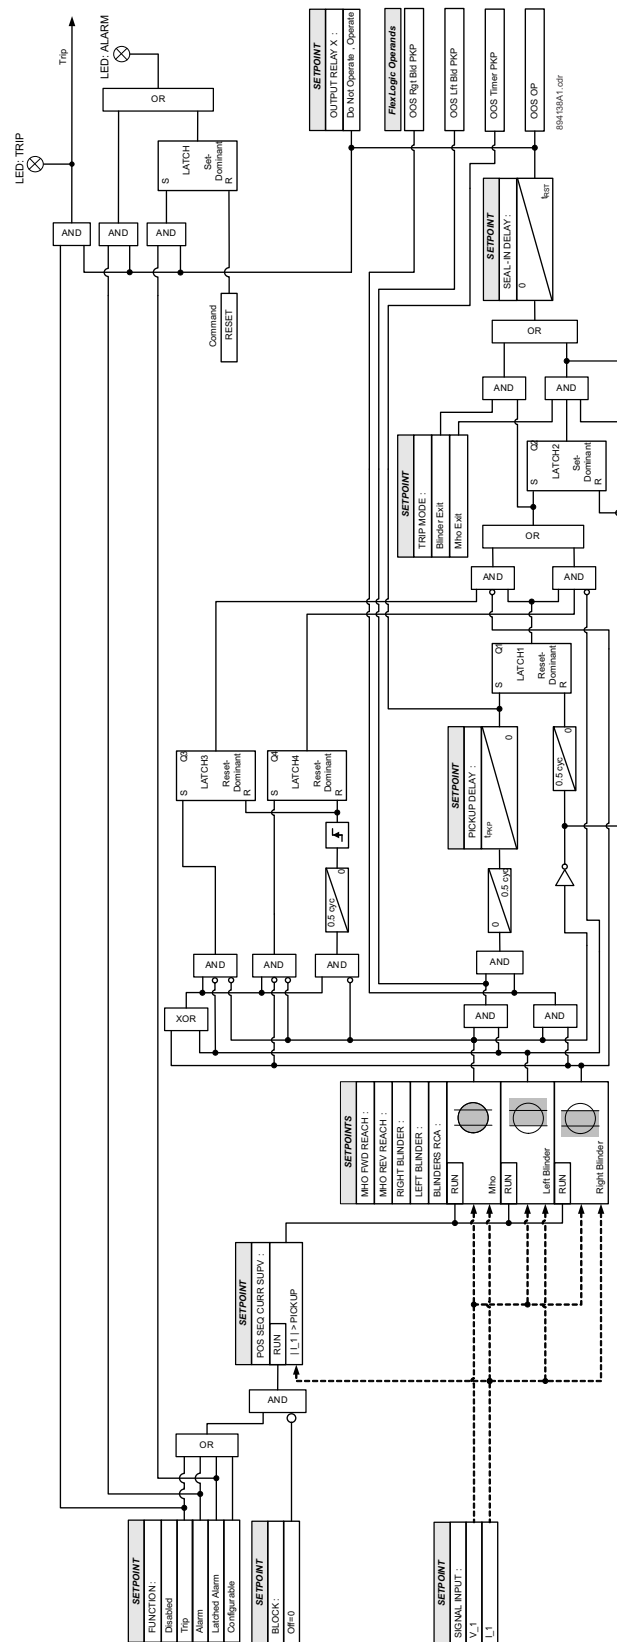 Trip
LED: TRIP
LED: ALARM
OR
LATCH
Set-
Dominant
S
R
AND
AND
AND
Command
RESET
SETPOINT
OUTPUT RELAY X :
Do Not Operate , Operate
FlexLogic Operands
OOS Rgt Bld PKP
OOS Lft Bld PKP
OOS Timer PKP
OOS OP
894138A1.cdr
SETPOINT
SEAL-IN DELAY :
0
tRST
OR
AND
AND
SETPOINT
TRIP MODE :
Blinder Exit
Mho Exit
S
Q2
LATCH2
Set-
Dominant
R
OR
AND
AND
S
Q1
LATCH1
Reset-
Dominant
R
S
Q3
LATCH3
Reset-
Dominant
R
S
Q4
LATCH4
Reset-
Dominant
R
SETPOINT
PICKUP DELAY :
tPKP
0
0.5 cyc
0
0.5 cyc
0
0
0.5 cyc
AND
AND
AND
AND
XOR
AND
AND
SETPOINTS
MHO FWD REACH :
MHO REV REACH :
RIGHT BLINDER :
LEFT BLINDER :
BLINDERS RCA :
RUN
Mho
RUN
Left Blinder
RUN
Right Blinder
SETPOINT
POS SEQ CURR SUPV :
RUN
| I_1 | > PICKUP
AND
OR
SETPOINT
FUNCTION :
Disabled
Trip
Alarm
Latched Alarm
Configurable
SETPOINT
BLOCK :
Off=0
SETPOINT
SIGNAL INPUT :
V_1
I_1